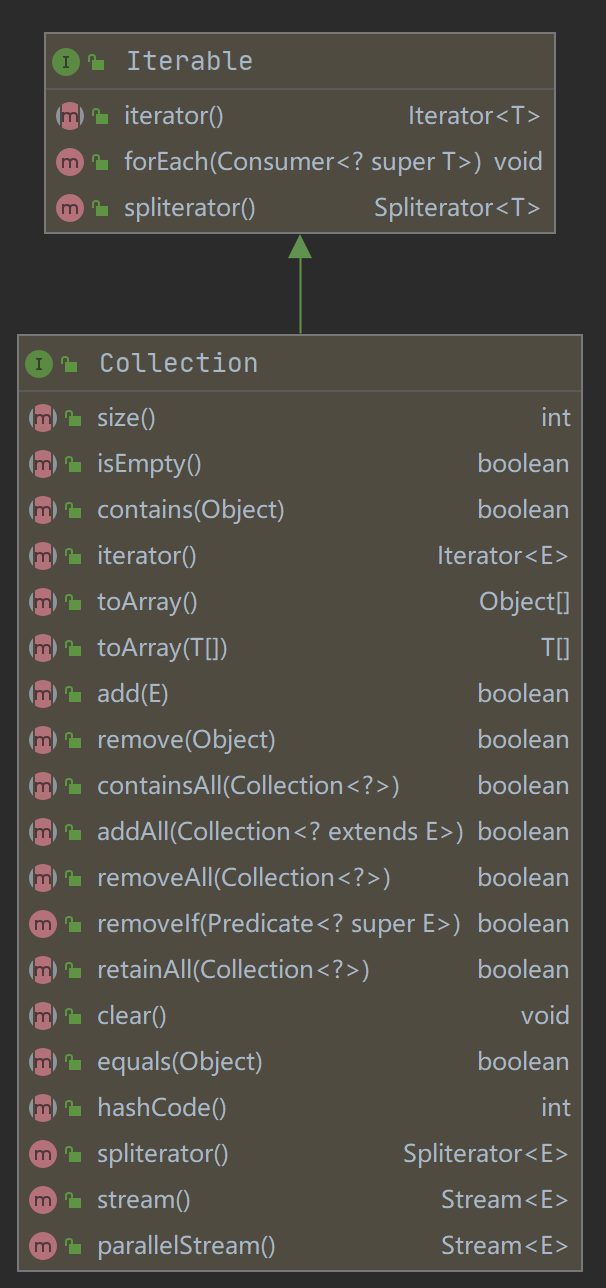 I Iterable
m iterator() Iterator<T>
m forEach(Consumer<? super T>) void
m spliterator() Spliterator<T>
I Collection
m size() int
m isEmpty() boolean
m contains(Object) boolean
m iterator() Iterator<E>
m toArray() Object[]
m toArray(T[]) T[]
m add(E) boolean
m remove(Object) boolean
m containsAll(Collection<?>) boolean
m addAll(Collection<? extends E>) boolean
m removeAll(Collection<?>) boolean
m removeIf(Predicate<? super E>) boolean
m retainAll(Collection<?>) boolean
m clear() void
m equals(Object) boolean
m hashCode() int
m spliterator() Spliterator<E>
m stream() Stream<E>
m parallelStream() Stream<E>